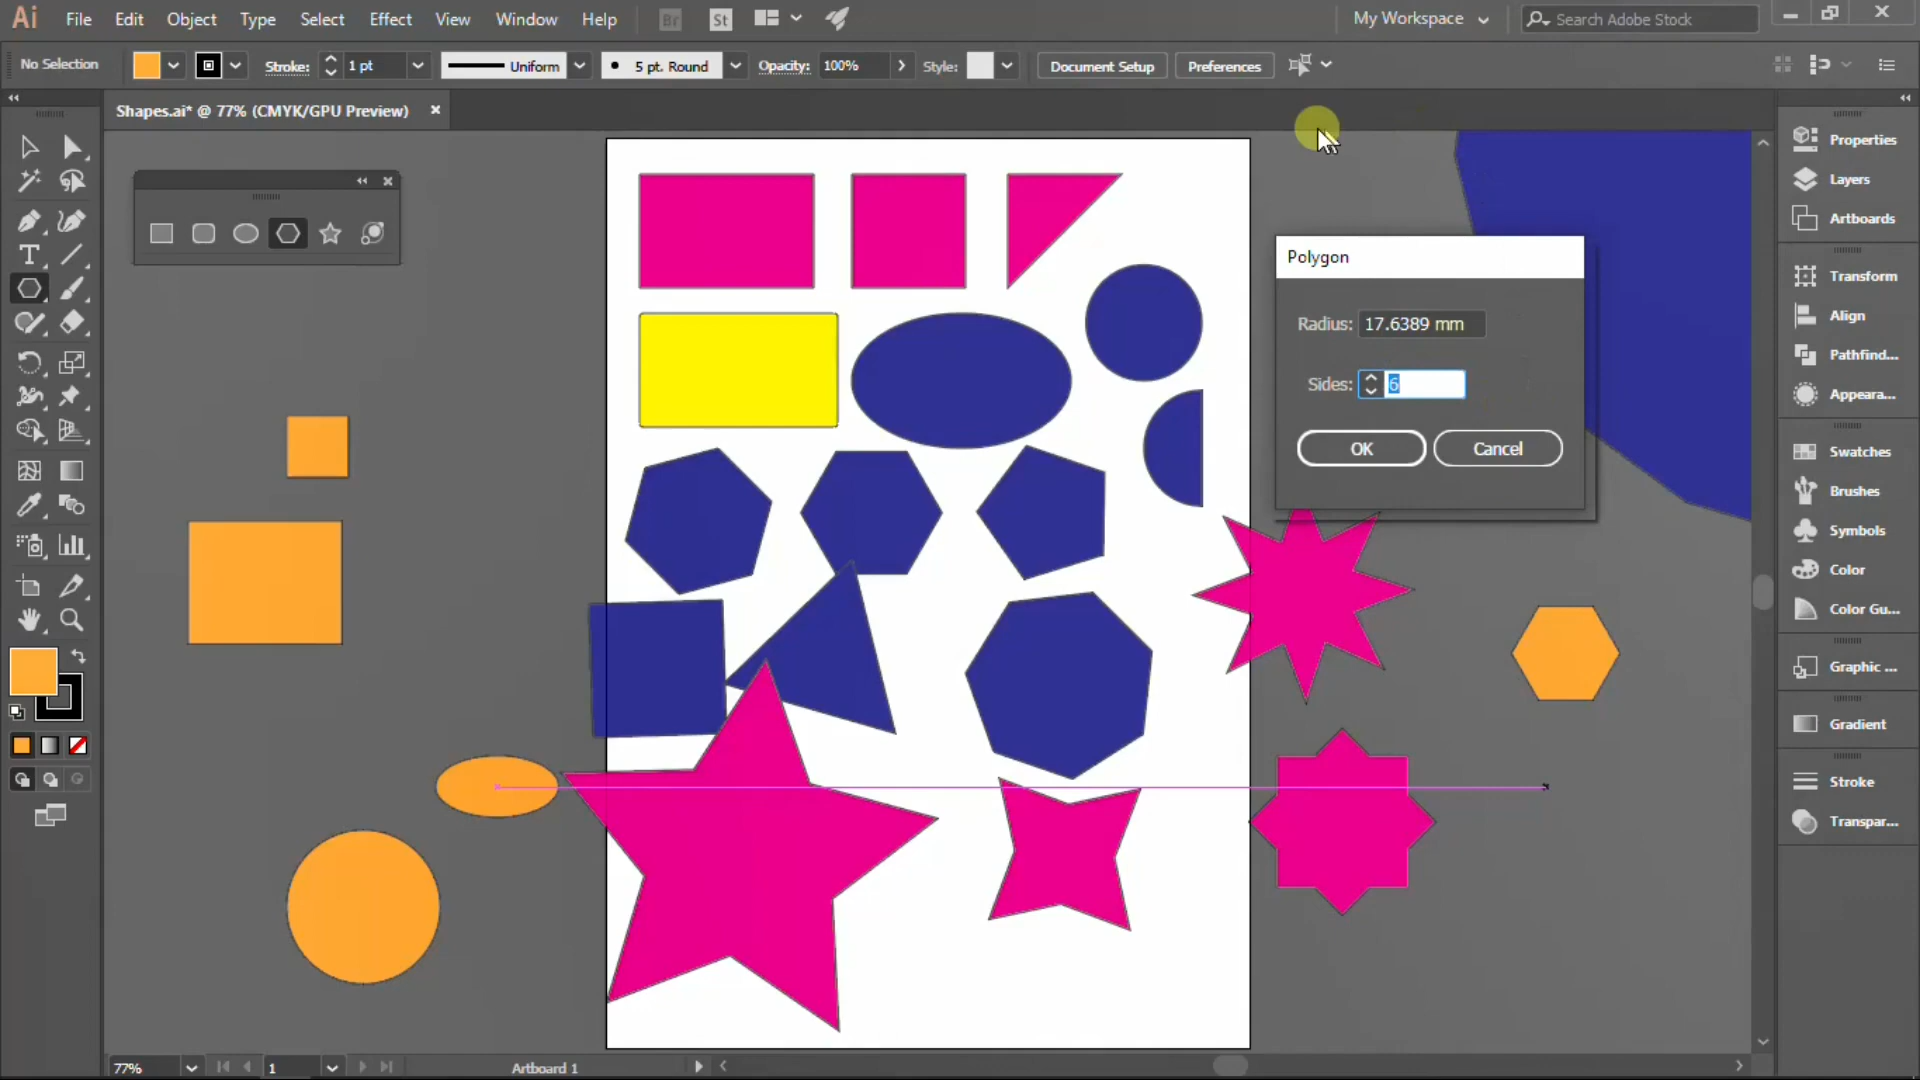 Ai File Edit Object Type Select Effect View Window Help Br St My Workspace Search Adobe Stock
No Selection Stroke: 1 pt Uniform 5 pt. Round Opacity: 100% Style: Document Setup Preferences
Shapes.ai* @ 77% (CMYK/GPU Preview)
Properties
Layers
Artboards
Transform
Align
Pathfind...
Appeara...
Swatches
Brushes
Symbols
Color
Color Gu...
Graphic ...
Gradient
Stroke
Transpar...
Polygon
Radius: 17.6389 mm
Sides: 6
OK Cancel
77% 1 Artboard 1